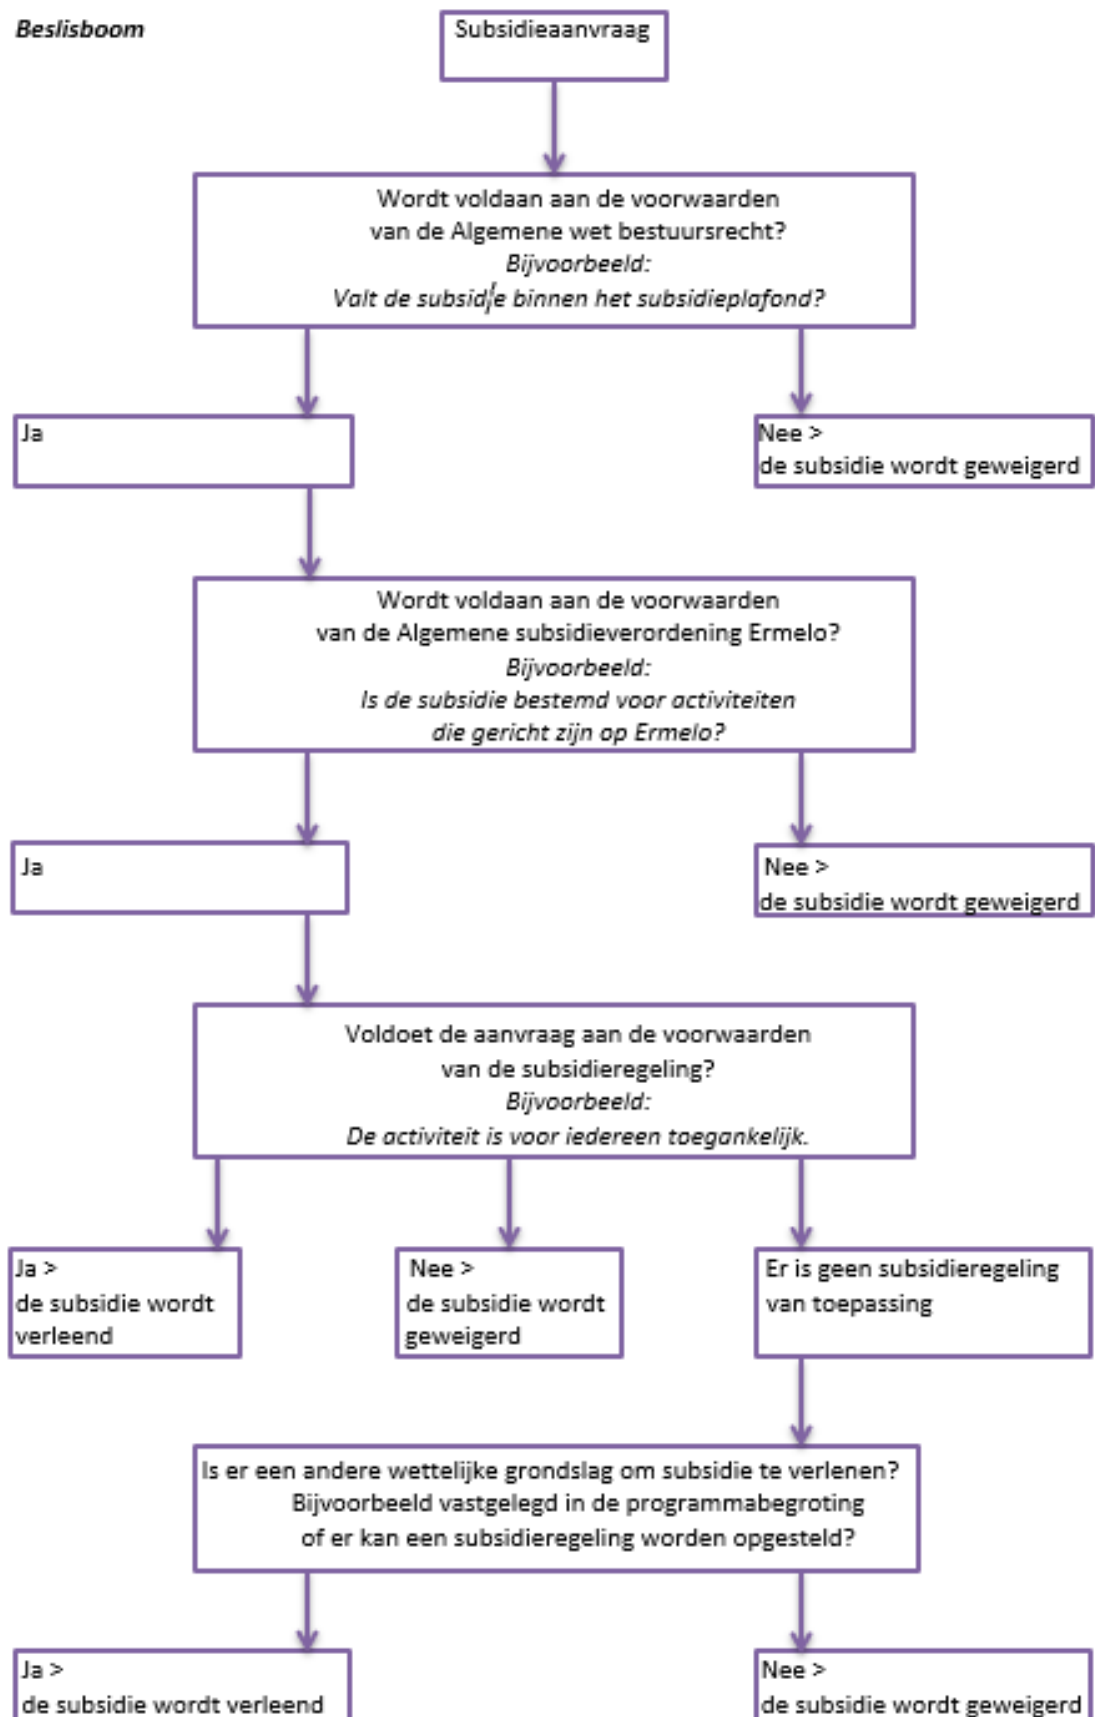 Beslisboom
Subsidieaanvraag
Wordt voldaan aan de voorwaarden
van de Algemene wet bestuursrecht?
Bijvoorbeeld:
Valt de subsidie binnen het subsidieplafond?
Ja
Nee >
de subsidie wordt geweigerd
Wordt voldaan aan de voorwaarden
van de Algemene subsidieverordening Ermelo?
Bijvoorbeeld:
Is de subsidie bestemd voor activiteiten
die gericht zijn op Ermelo?
Ja
Nee >
de subsidie wordt geweigerd
Voldoet de aanvraag aan de voorwaarden
van de subsidieregeling?
Bijvoorbeeld:
De activiteit is voor iedereen toegankelijk.
Ja >
de subsidie wordt
verleend
Nee >
de subsidie wordt
geweigerd
Er is geen subsidieregeling
van toepassing
Is er een andere wettelijke grondslag om subsidie te verlenen?
Bijvoorbeeld vastgelegd in de programmabegroting
of er kan een subsidieregeling worden opgesteld?
Ja >
de subsidie wordt verleend
Nee >
de subsidie wordt geweigerd